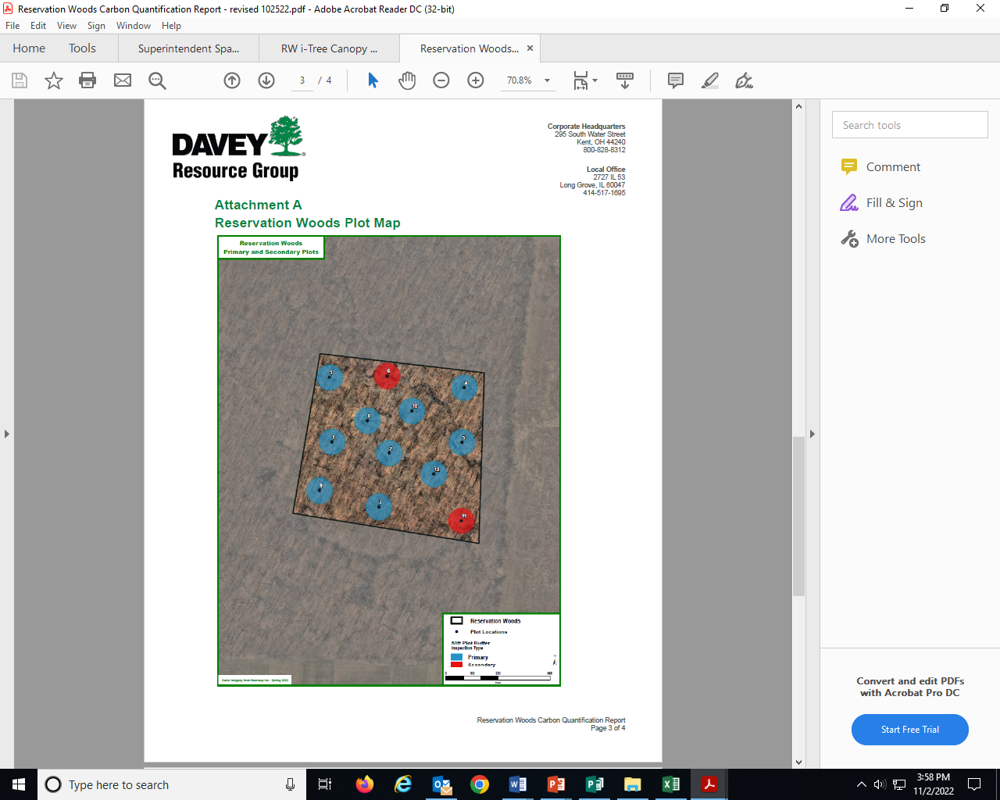 Reservation Woods Carbon Quantification Report - revised 102522.pdf - Adobe Acrobat Reader DC (32-bit)
File Edit View Sign Window Help
Home Tools Superintendent Spa... RW i-Tree Canopy ... Reservation Woods... ×
3 / 4 70.8%
DAVEY
Resource Group
Corporate Headquarters
295 South Water Street
Kent, OH 44240
800-828-8312
Local Office
2727 IL 53
Long Grove, IL 60047
414-517-1695
Attachment A
Reservation Woods Plot Map
Reservation Woods
Primary and Secondary Plots
3
6
4
10
8
1
5
2
12
9
7
11
Reservation Woods
Plot Locations
50ft Plot Buffer
Inspection Type
Primary
Secondary
N
0 100 200 400
Feet
Spring 2022
Reservation Woods Carbon Quantification Report
Page 3 of 4
Search tools
Comment
Fill & Sign
More Tools
Convert and edit PDFs
with Acrobat Pro DC
Start Free Trial
Type here to search
3:58 PM
11/2/2022